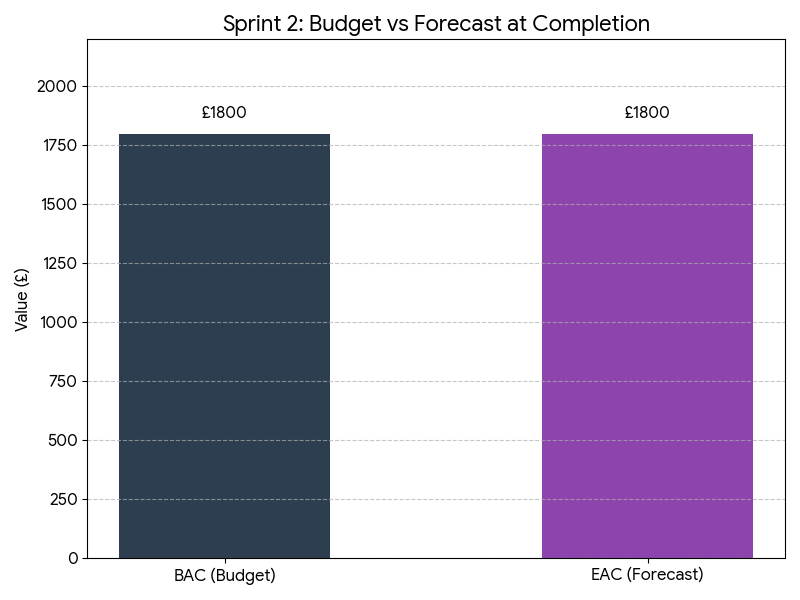 Sprint 2: Budget vs Forecast at Completion
Value (£)
2000
1750
1500
1250
1000
750
500
250
0
£1800
£1800
BAC (Budget)
EAC (Forecast)